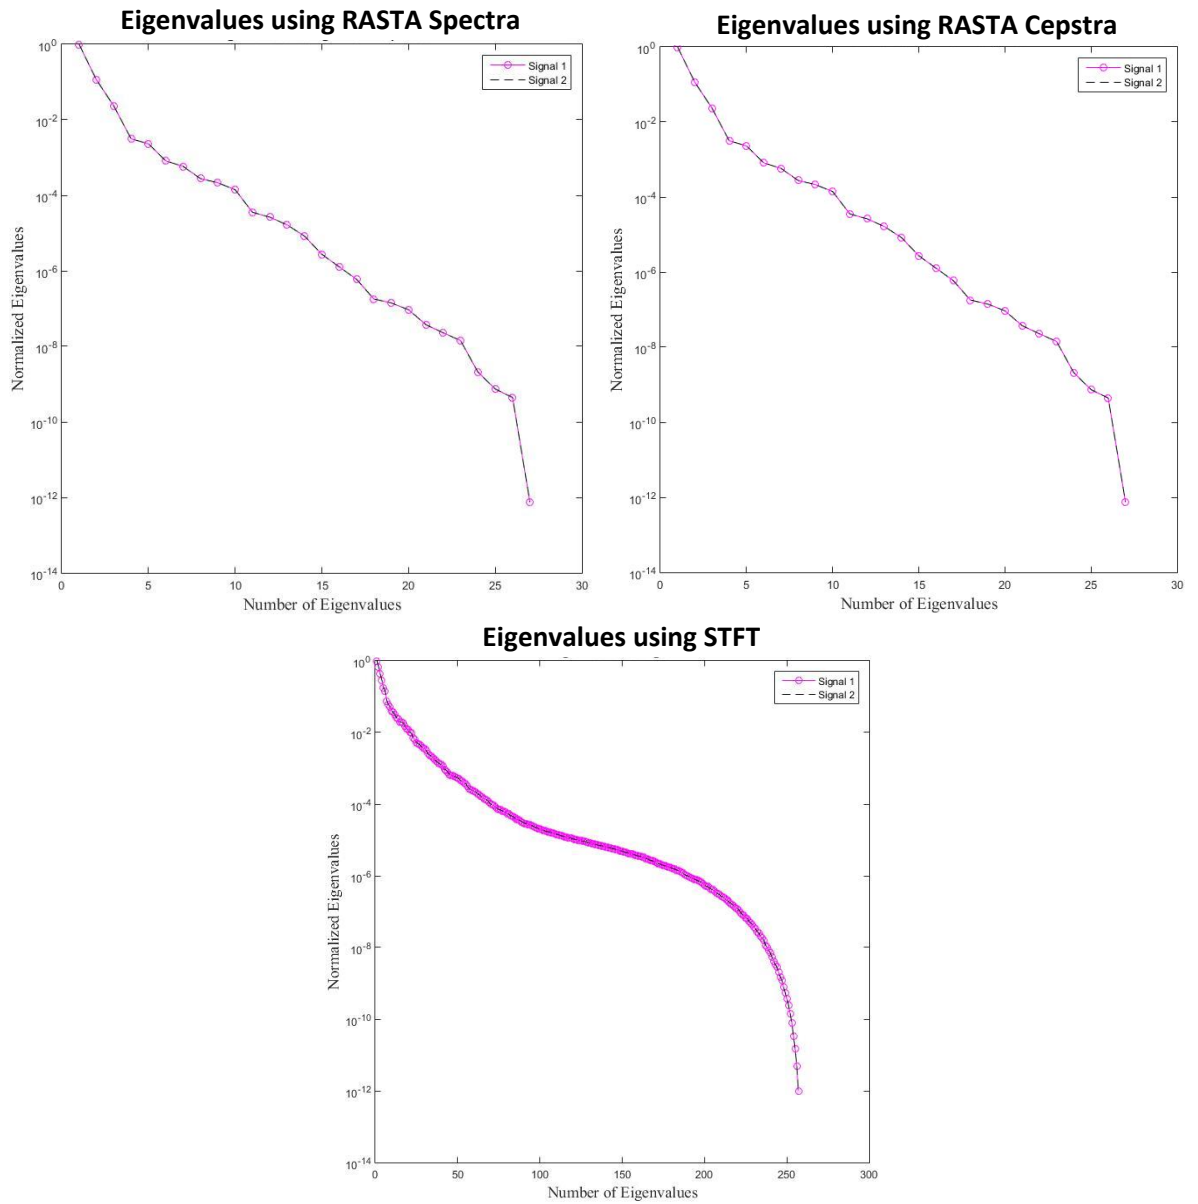 Eigenvalues using RASTA Spectra
Signal 1
Signal 2
10^0
10^-2
10^-4
10^-6
10^-8
10^-10
10^-12
10^-14
Normalized Eigenvalues
0 5 10 15 20 25 30
Number of Eigenvalues
Eigenvalues using RASTA Cepstra
Signal 1
Signal 2
10^0
10^-2
10^-4
10^-6
10^-8
10^-10
10^-12
10^-14
Normalized Eigenvalues
0 5 10 15 20 25 30
Number of Eigenvalues
Eigenvalues using STFT
Signal 1
Signal 2
10^0
10^-2
10^-4
10^-6
10^-8
10^-10
10^-12
10^-14
Normalized Eigenvalues
0 50 100 150 200 250 300
Number of Eigenvalues